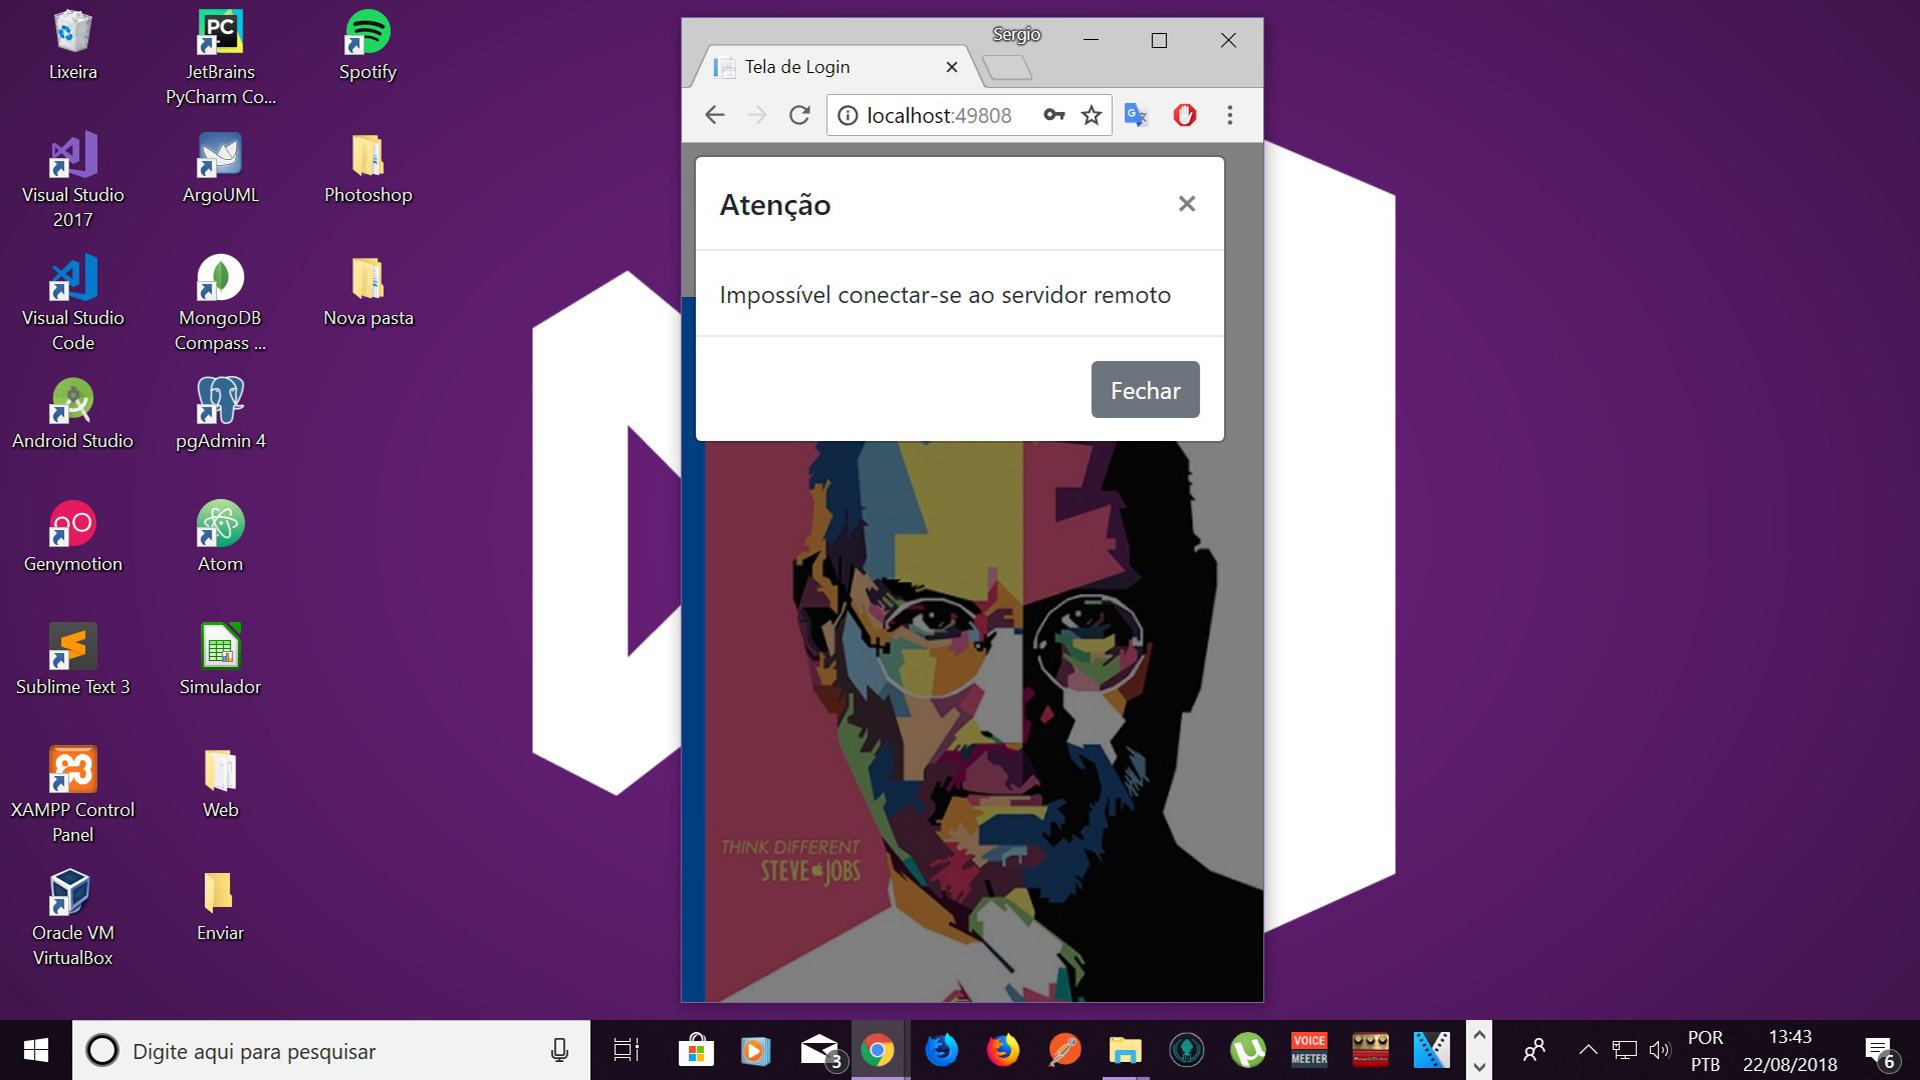 Lixeira
JetBrains
PyCharm Co...
Spotify
Visual Studio
2017
ArgoUML
Photoshop
Visual Studio
Code
MongoDB
Compass ...
Nova pasta
Android Studio
pgAdmin 4
Genymotion
Atom
Sublime Text 3
Simulador
XAMPP Control
Panel
Web
Oracle VM
VirtualBox
Enviar
PC
Sergio
Tela de Login
localhost:49808
Atenção
×
Impossível conectar-se ao servidor remoto
Fechar
THINK DIFFERENT
STEVE JOBS
Digite aqui para pesquisar
3
VOICE
MEETER
POR
PTB
13:43
22/08/2018
6